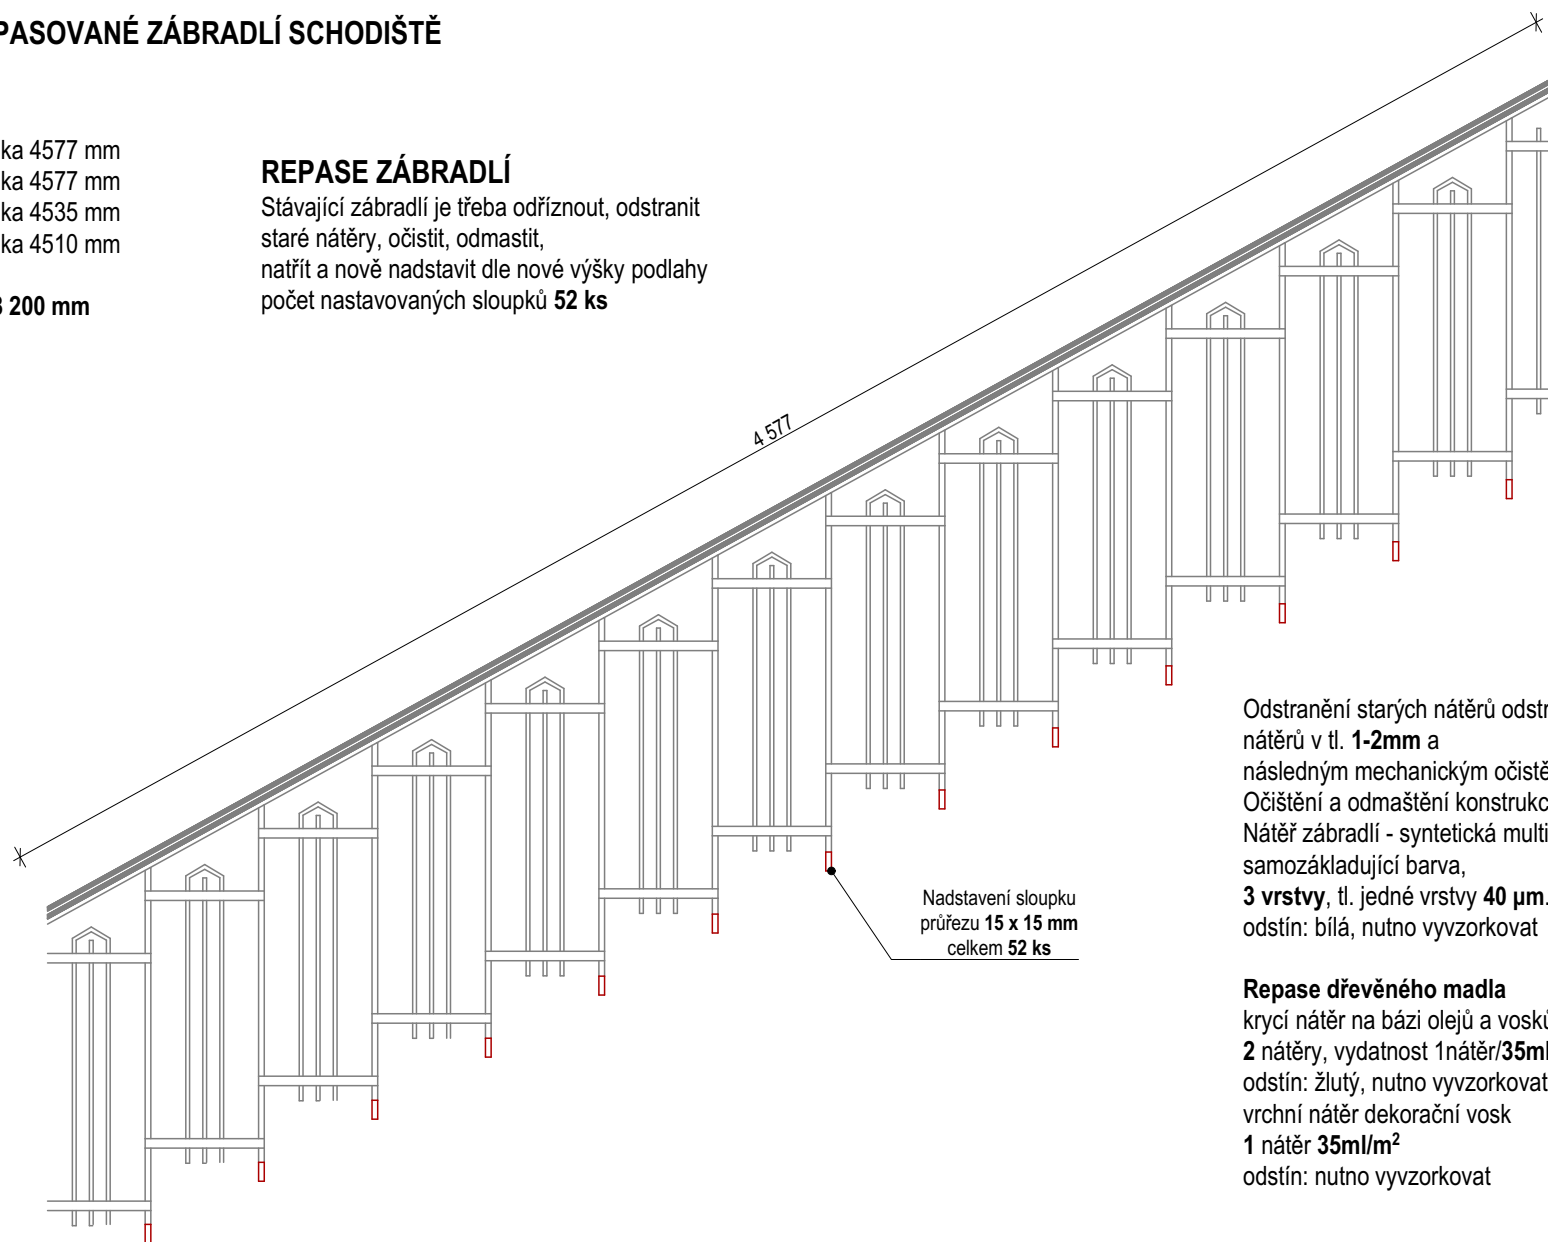 PASOVANÉ ZÁBRADLÍ SCHODIŠTĚ
ka 4577 mm
ka 4577 mm
ka 4535 mm
ka 4510 mm
200 mm
REPASE ZÁBRADLÍ
Stávající zábradlí je třeba odříznout, odstranit
staré nátěry, očistit, odmastit,
natřít a nově nadstavit dle nové výšky podlahy
počet nastavovaných sloupků 52 ks
4 577
Nadstavení sloupku
průřezu 15 x 15 mm
celkem 52 ks
Odstranění starých nátěrů odstr
nátěrů v tl. 1-2mm a
následným mechanickým očistě
Očištění a odmaštění konstrukc
Nátěř zábradlí - syntetická multi
samozákladující barva,
3 vrstvy, tl. jedné vrstvy 40 µm.
odstín: bílá, nutno vyvzorkovat
Repase dřevěného madla
krycí nátěr na bázi olejů a vosků
2 nátěry, vydatnost 1nátěr/35ml
odstín: žlutý, nutno vyvzorkovat
vrchní nátěr dekorační vosk
1 nátěr 35ml/m²
odstín: nutno vyvzorkovat